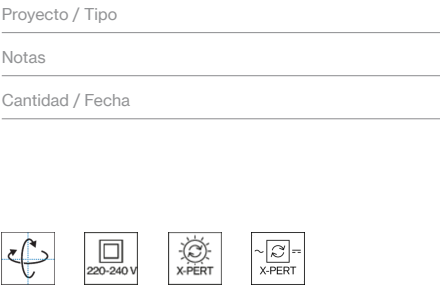 Proyecto / Tipo
Notas
Cantidad / Fecha
220-240 V
X-PERT
X-PERT